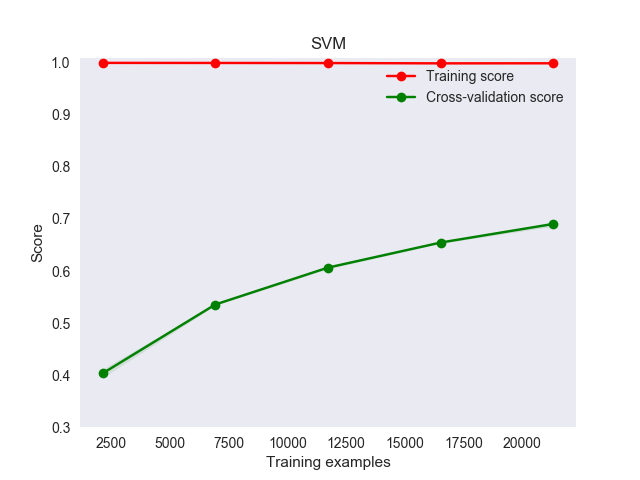 SVM
1.0
0.9
0.8
0.7
0.6
0.5
0.4
0.3
Score
Training score
Cross-validation score
2500 5000 7500 10000 12500 15000 17500 20000
Training examples